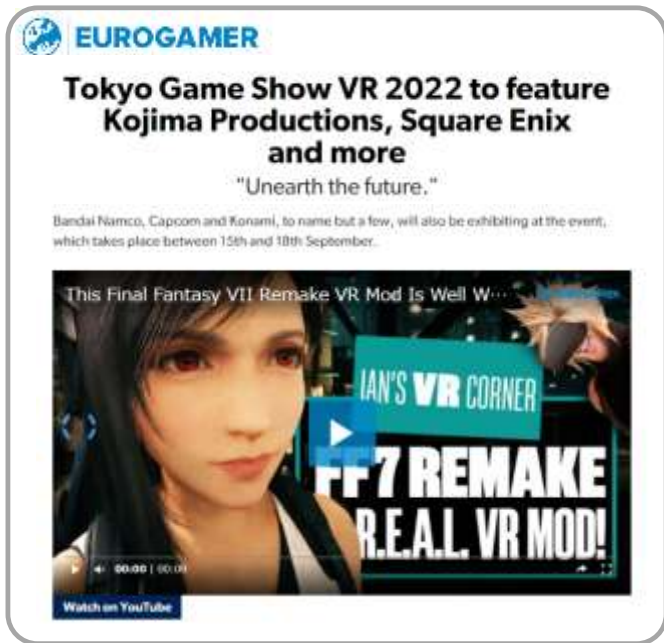 EUROGAMER
Tokyo Game Show VR 2022 to feature
Kojima Productions, Square Enix
and more
"Unearth the future."
Bandai Namco, Capcom and Konami, to name but a few, will also be exhibiting at the event,
which takes place between 15th and 18th September.
This Final Fantasy VII Remake VR Mod Is Well W...
IAN'S VR CORNER
FF7 REMAKE
R.E.A.L. VR MOD!
00:00 | 00:00
Watch on YouTube